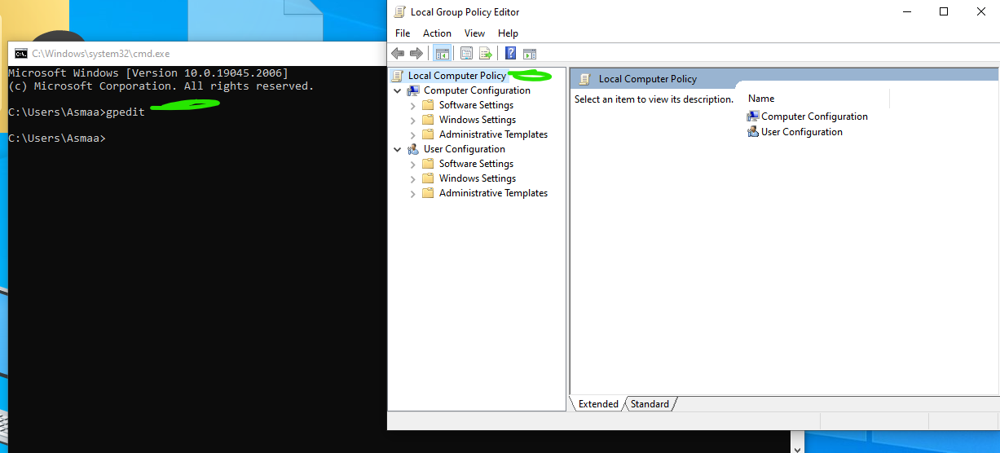 C:\Windows\system32\cmd.exe
Microsoft Windows [Version 10.0.19045.2006]
(c) Microsoft Corporation. All rights reserved.
C:\Users\Asmaa>gpedit
C:\Users\Asmaa>
Local Group Policy Editor
File Action View Help
Local Computer Policy
Computer Configuration
Software Settings
Windows Settings
Administrative Templates
User Configuration
Software Settings
Windows Settings
Administrative Templates
Local Computer Policy
Select an item to view its description.
Name
Computer Configuration
User Configuration
Extended Standard